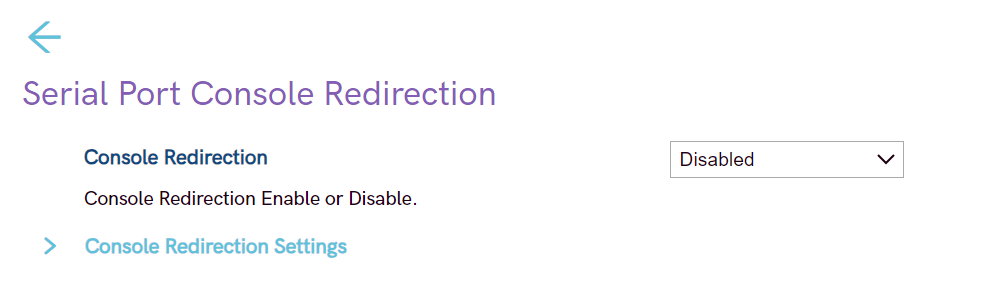 Serial Port Console Redirection
Console Redirection
Disabled
Console Redirection Enable or Disable.
Console Redirection Settings